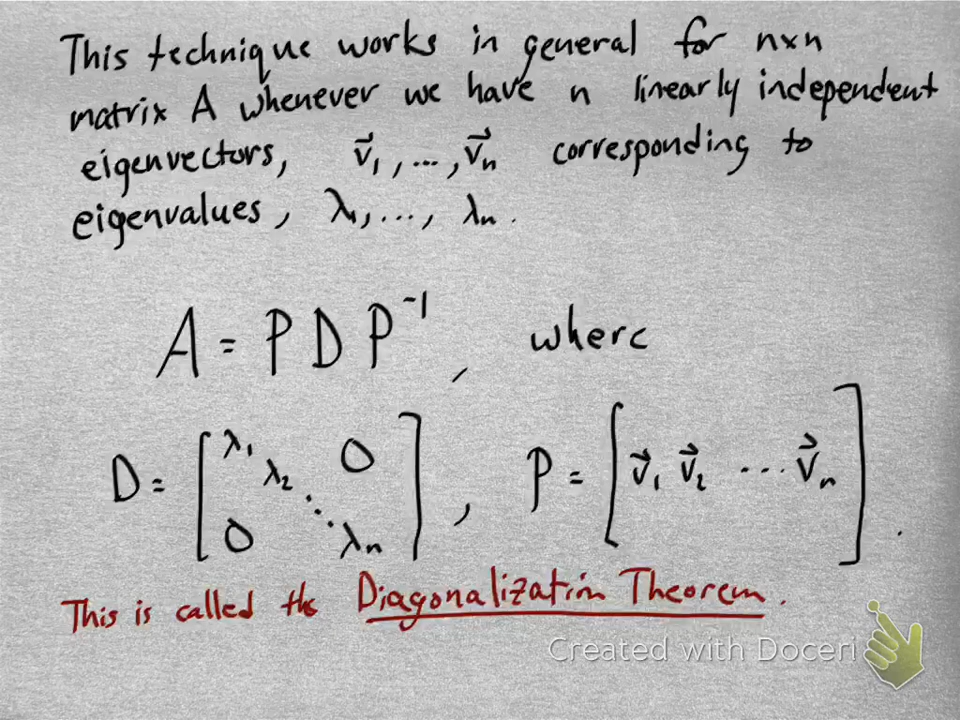 This technique works in general for n×n
matrix A whenever we have n linearly independent
eigenvectors, v⃗₁, ..., v⃗ₙ corresponding to
eigenvalues, λ₁, ..., λₙ.
A = P D P⁻¹, where
D = [λ₁ λ₂ ⋱ λₙ 0 0], P = [v⃗₁ v⃗₂ ... v⃗ₙ].
This is called the Diagonalization Theorem.
Created with Doceri